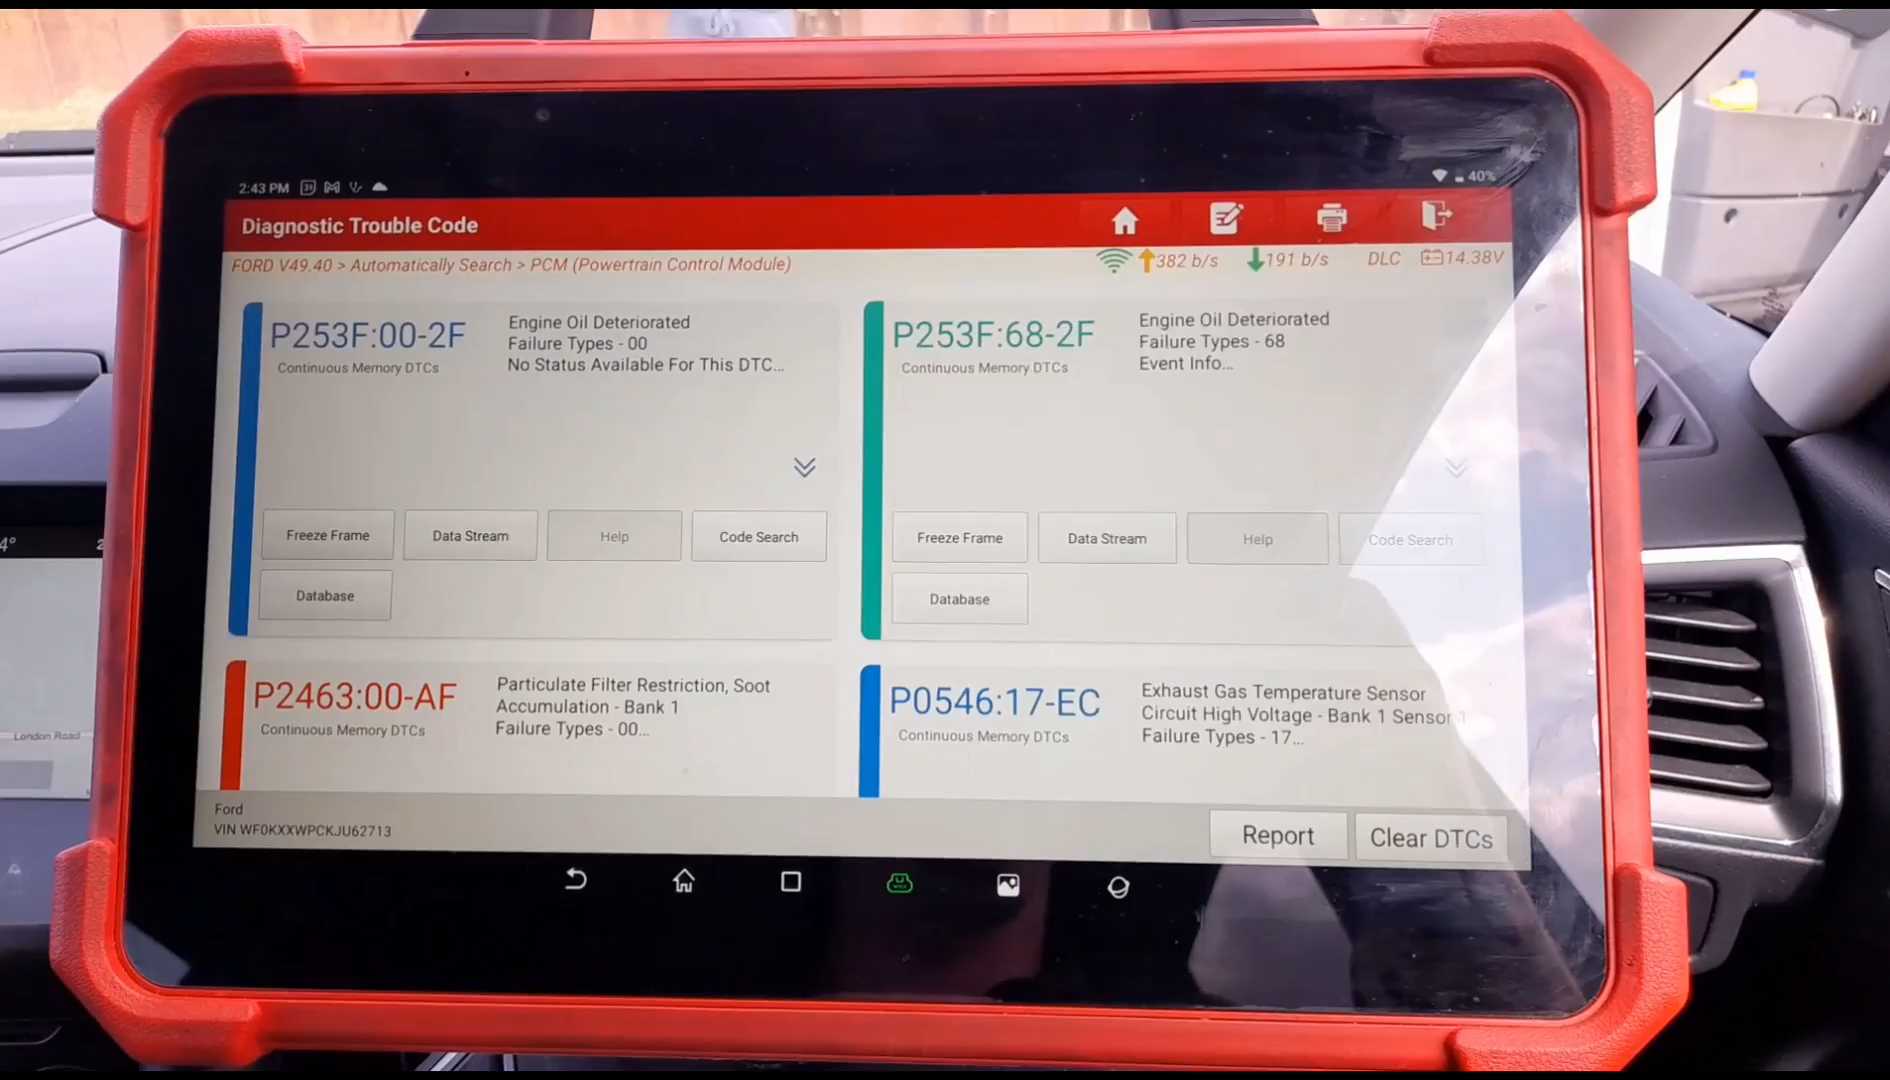 2:43 PM 31
40%
Diagnostic Trouble Code
FORD V49.40 > Automatically Search > PCM (Powertrain Control Module)
382 b/s 191 b/s DLC 14.38V
P253F:00-2F
Continuous Memory DTCs
Engine Oil Deteriorated
Failure Types - 00
No Status Available For This DTC...
Freeze Frame Data Stream Help Code Search
Database
P253F:68-2F
Continuous Memory DTCs
Engine Oil Deteriorated
Failure Types - 68
Event Info...
Freeze Frame Data Stream Help Code Search
Database
P2463:00-AF
Continuous Memory DTCs
Particulate Filter Restriction, Soot
Accumulation - Bank 1
Failure Types - 00...
P0546:17-EC
Continuous Memory DTCs
Exhaust Gas Temperature Sensor
Circuit High Voltage - Bank 1 Sensor 1
Failure Types - 17...
Ford
VIN WF0KXXWPCKJU62713
Report Clear DTCs
4°
London Road